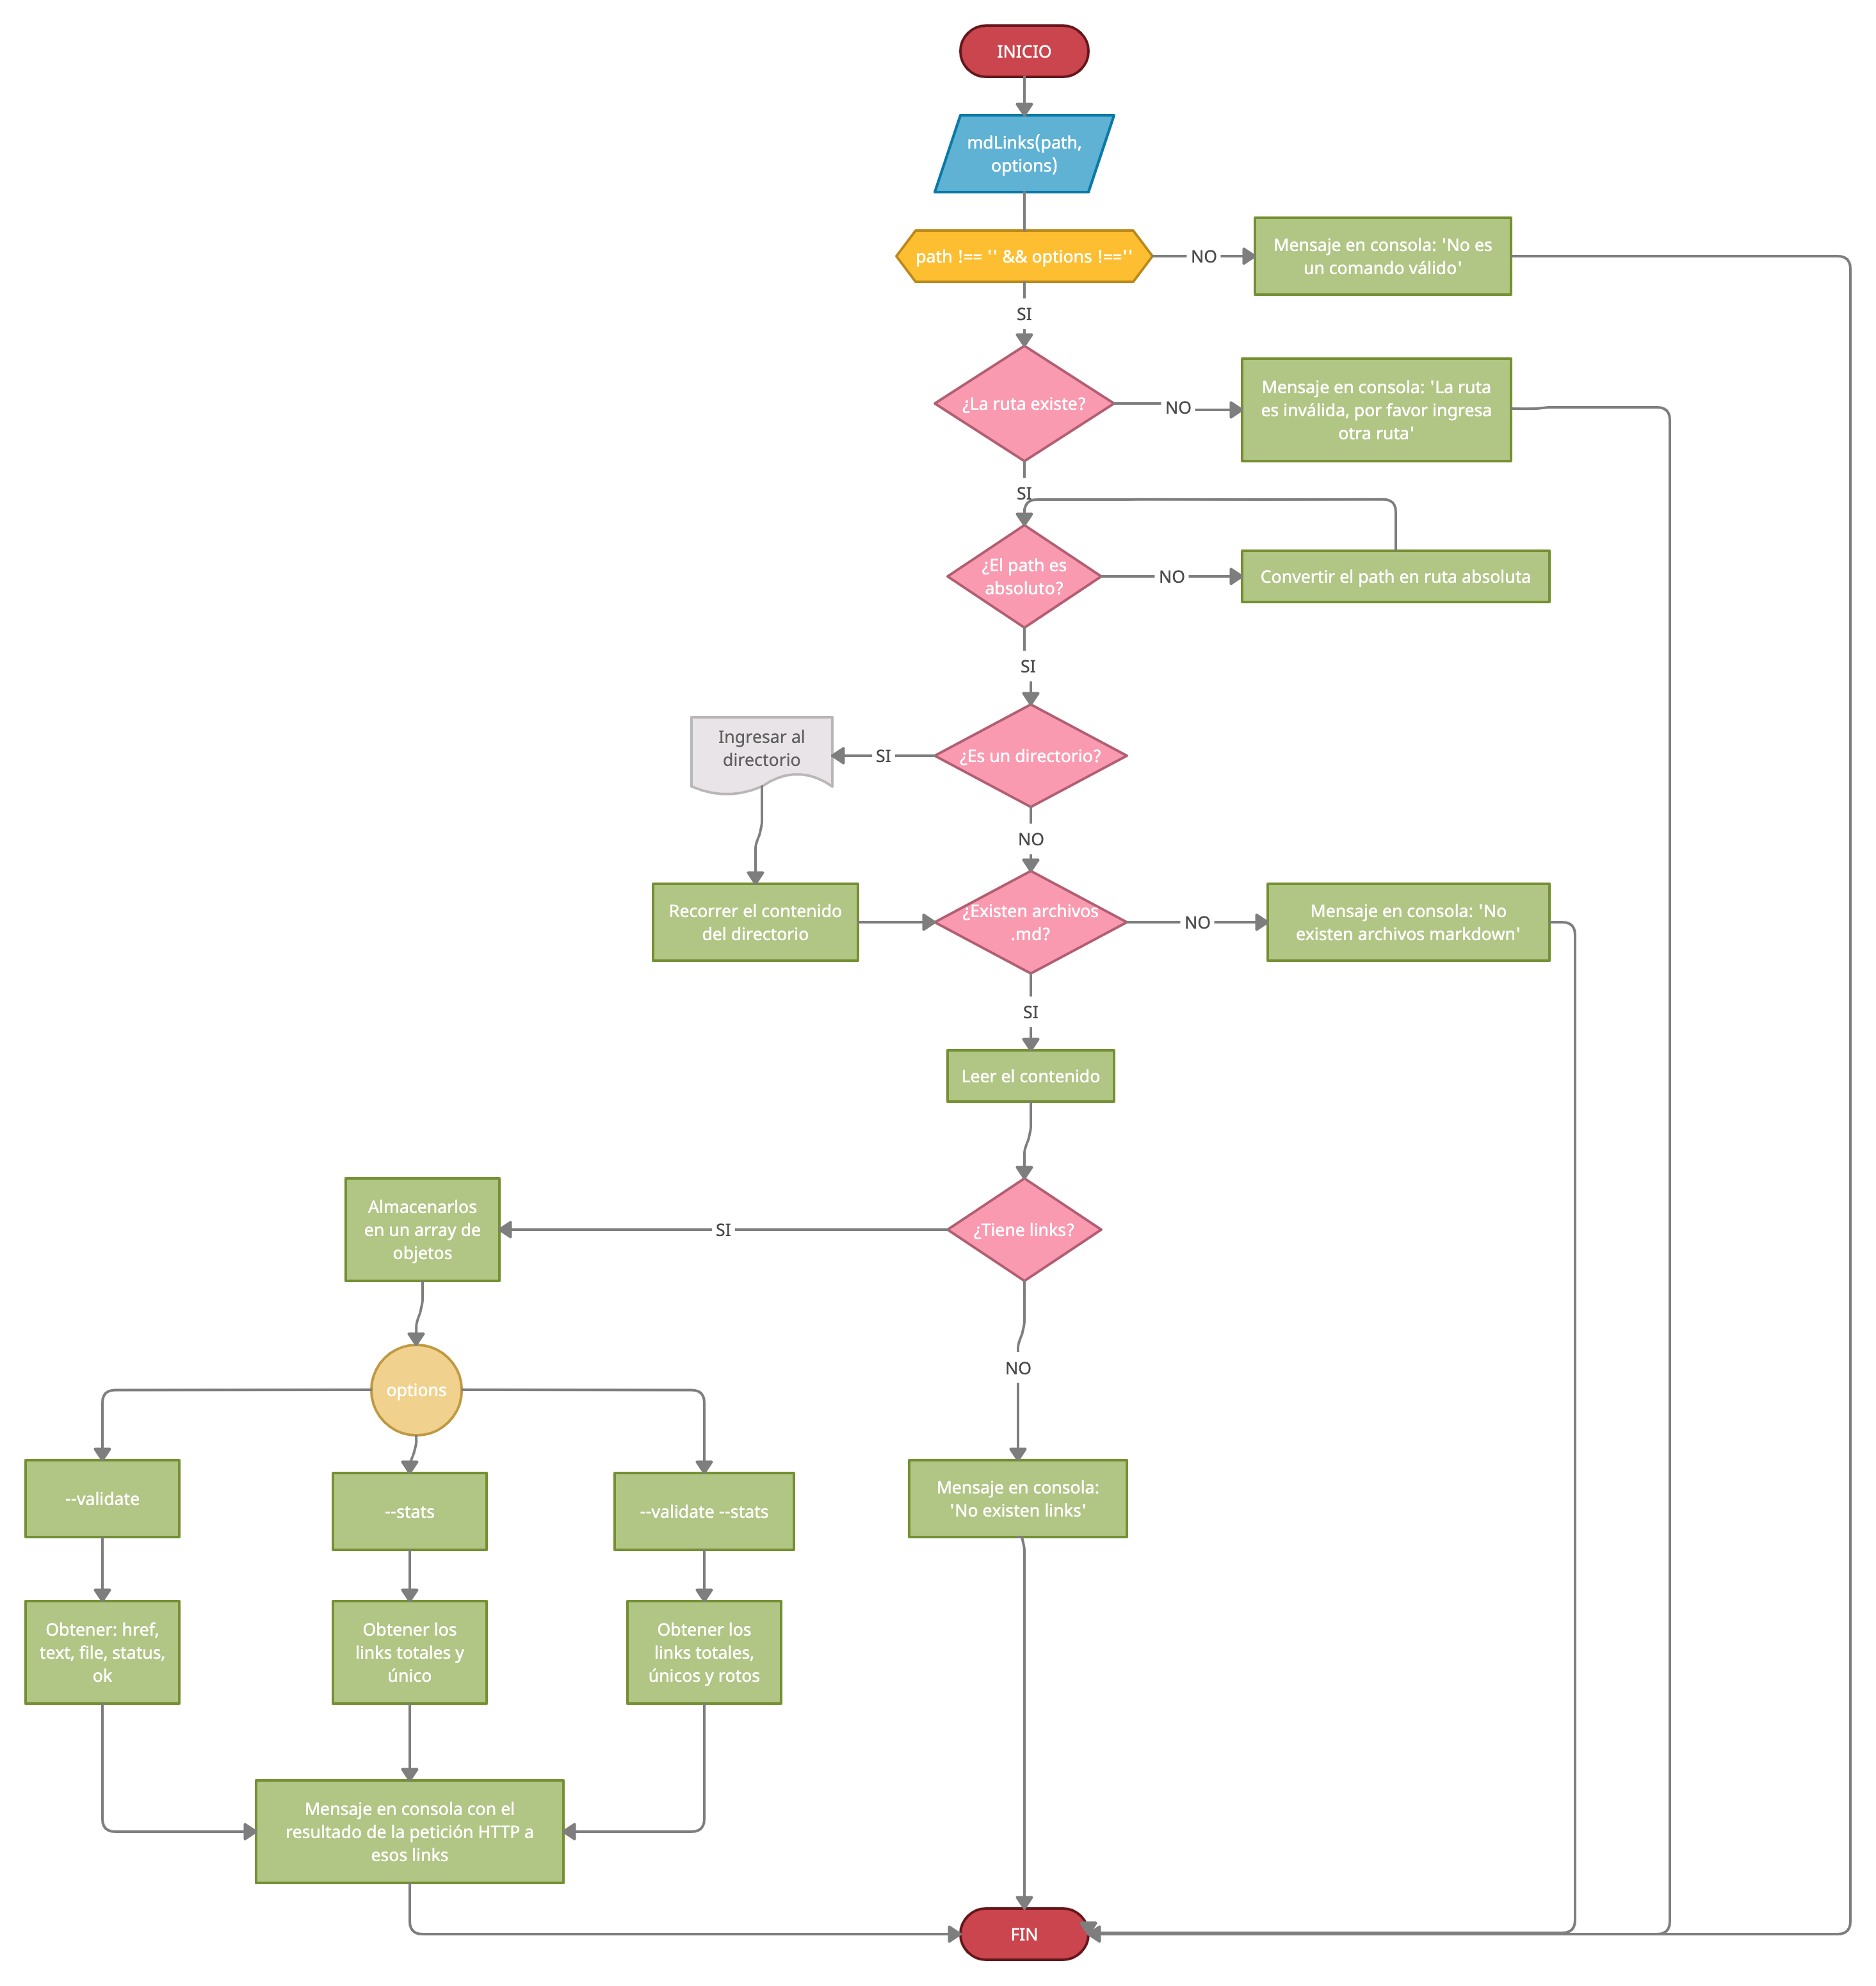 INICIO
mdLinks(path,
options)
path !== '' && options !==''
NO
Mensaje en consola: 'No es
un comando válido'
SI
¿La ruta existe?
NO
Mensaje en consola: 'La ruta
es inválida, por favor ingresa
otra ruta'
SI
¿El path es
absoluto?
NO
Convertir el path en ruta absoluta
SI
Ingresar al
directorio
SI
¿Es un directorio?
NO
Recorrer el contenido
del directorio
¿Existen archivos
.md?
NO
Mensaje en consola: 'No
existen archivos markdown'
SI
Leer el contenido
Almacenarlos
en un array de
objetos
SI
¿Tiene links?
NO
options
--validate
--stats
--validate --stats
Mensaje en consola:
'No existen links'
Obtener: href,
text, file, status,
ok
Obtener los
links totales y
único
Obtener los
links totales,
únicos y rotos
Mensaje en consola con el
resultado de la petición HTTP a
esos links
FIN